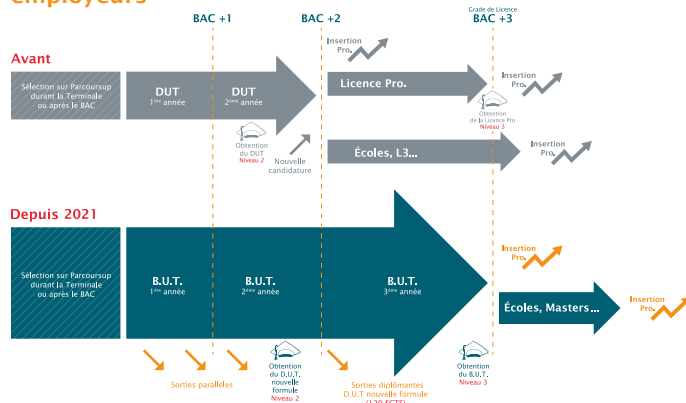 employeurs
BAC +1
BAC +2
Grade de Licence
BAC +3
Avant
Insertion
Pro.
Sélection sur Parcoursup
durant la Terminale
ou après le BAC
DUT
1ère année
DUT
2ème année
Licence Pro.
Insertion
Pro.
Obtention
du DUT
Niveau 2
Nouvelle
candidature
Obtention
de la Licence Pro
Niveau 3
Écoles, L3...
Insertion
Pro.
Depuis 2021
Sélection sur Parcoursup
durant la Terminale
ou après le BAC
B.U.T.
1ère année
B.U.T.
2ème année
B.U.T.
3ème année
Insertion
Pro.
Écoles, Masters...
Insertion
Pro.
Sorties parallèles
Obtention
du D.U.T.
nouvelle
formule
Niveau 2
Sorties diplômantes
D.U.T nouvelle formule
(120 ECTS)
Obtention
du B.U.T.
Niveau 3